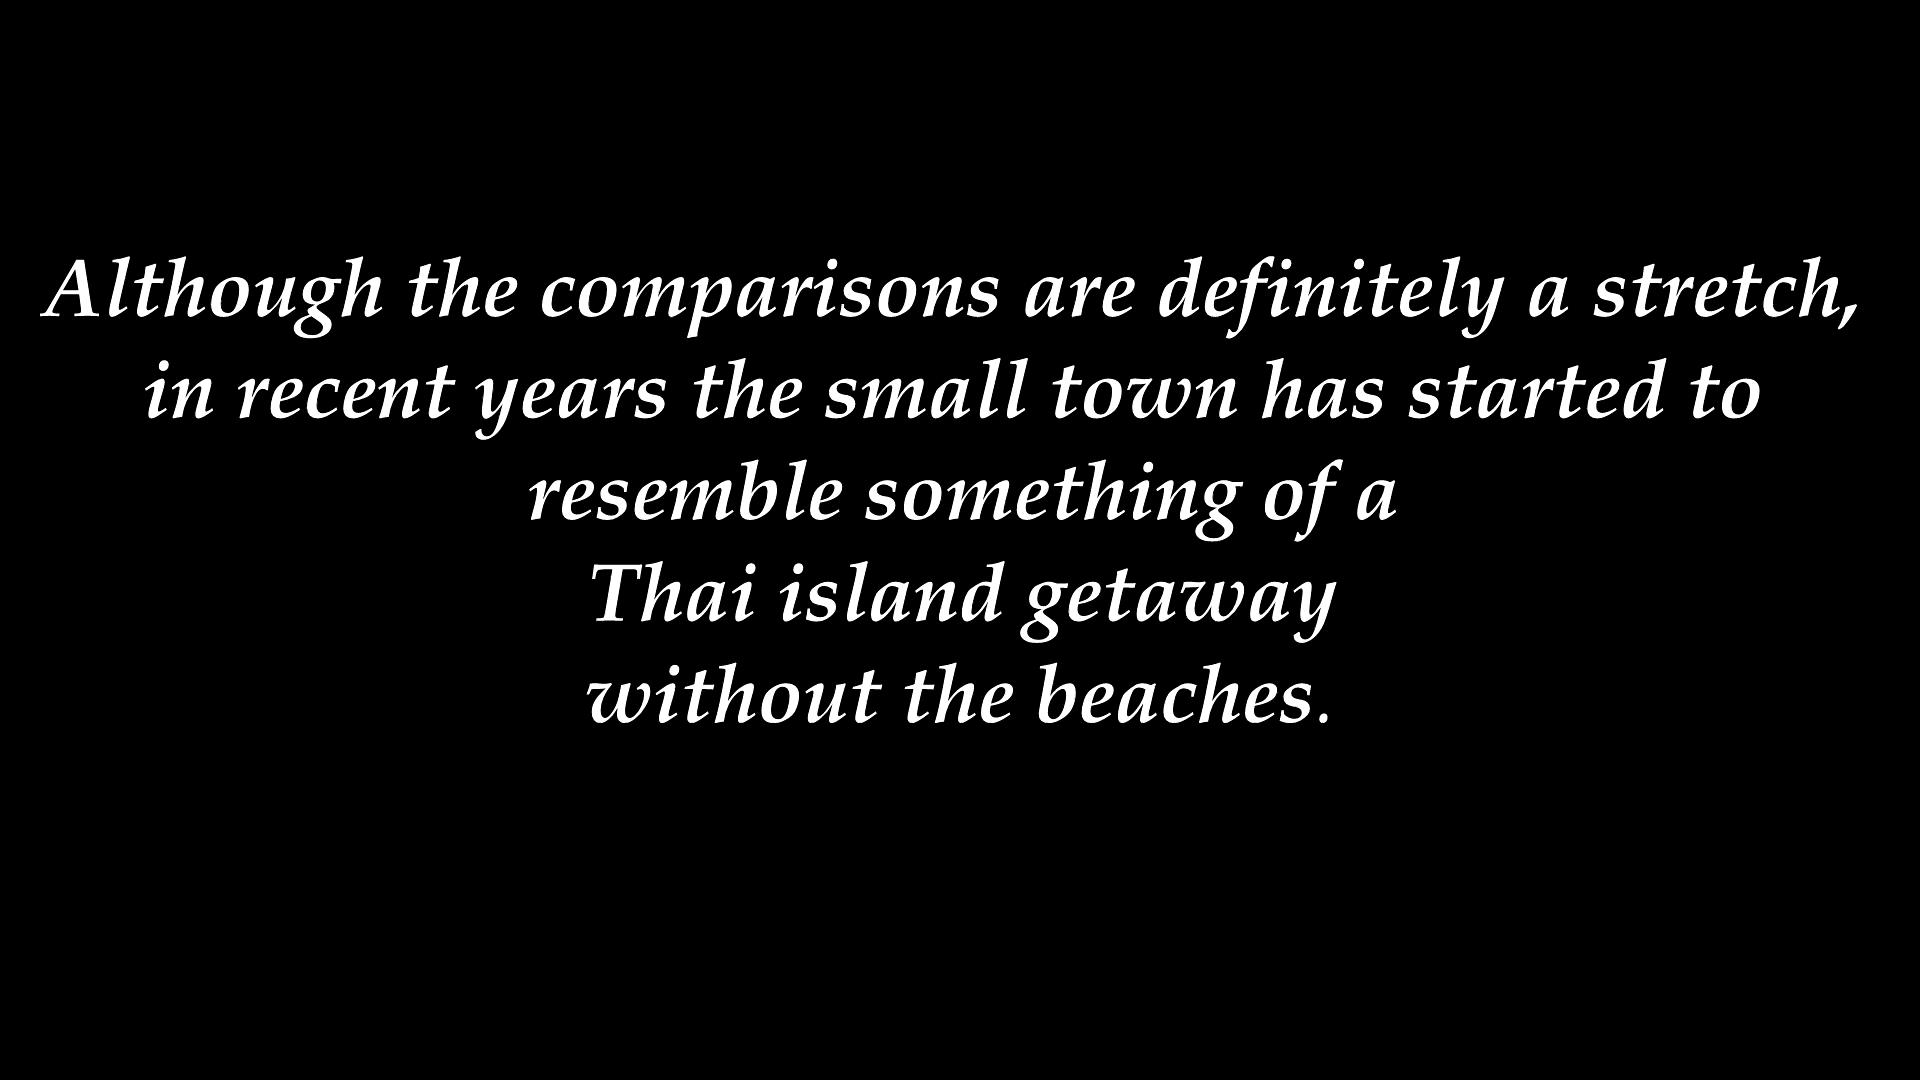 Although the comparisons are definitely a stretch,
in recent years the small town has started to
resemble something of a
Thai island getaway
without the beaches.